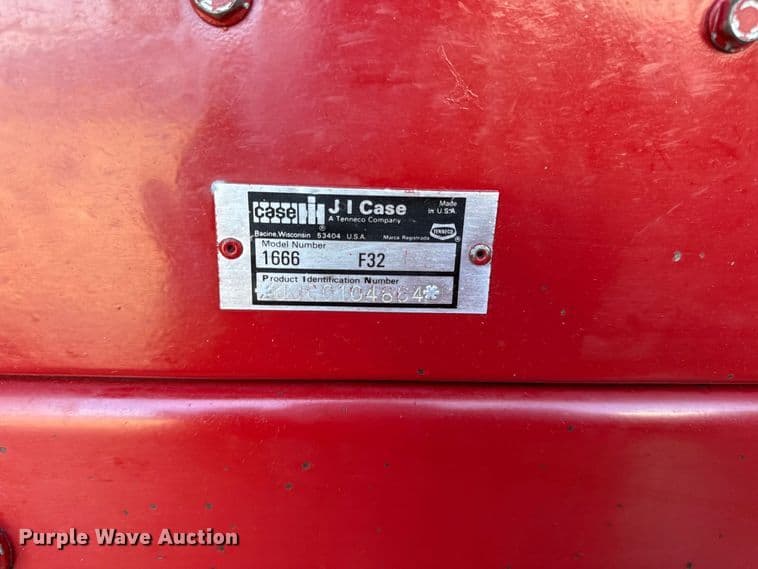 case IH J I Case Made
A Tenneco Company in U.S.A.
Racine, Wisconsin 53404 U.S.A. Marca Registrada TENNECO
Model Number
1666 F32
Product Identification Number
Purple Wave Auction